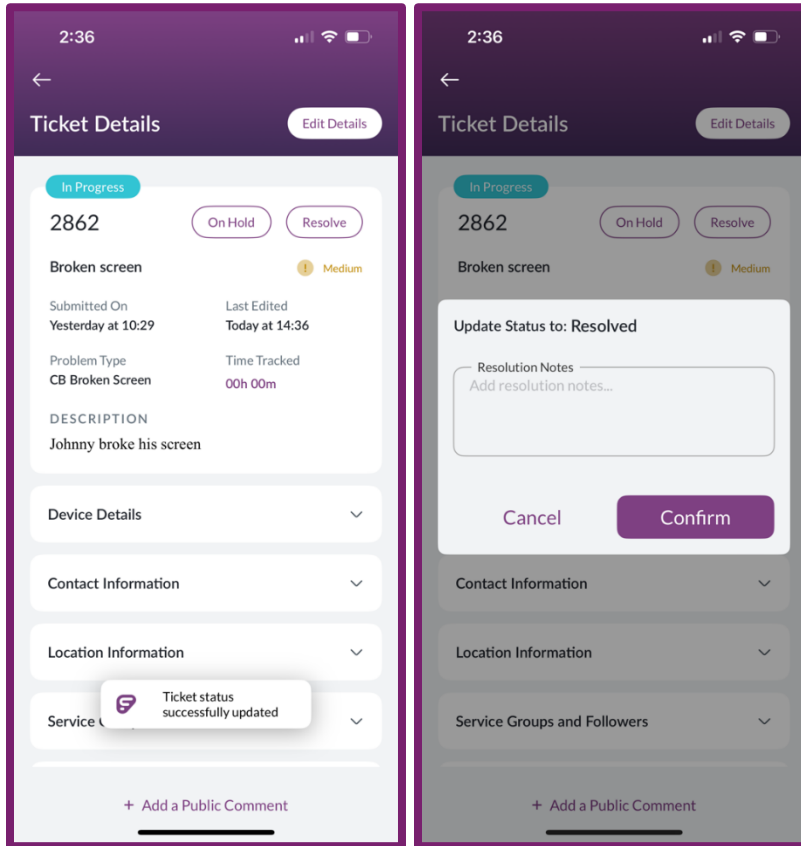 2:36
Ticket Details
Edit Details
In Progress
2862
On Hold
Resolve
Broken screen
! Medium
Submitted On
Last Edited
Yesterday at 10:29
Today at 14:36
Problem Type
Time Tracked
CB Broken Screen
00h 00m
DESCRIPTION
Johnny broke his screen
Device Details
Contact Information
Location Information
Ticket status
successfully updated
Service
+ Add a Public Comment
2:36
Ticket Details
Edit Details
In Progress
2862
On Hold
Resolve
Broken screen
! Medium
Update Status to: Resolved
Resolution Notes
Add resolution notes...
Cancel
Confirm
Contact Information
Location Information
Service Groups and Followers
+ Add a Public Comment